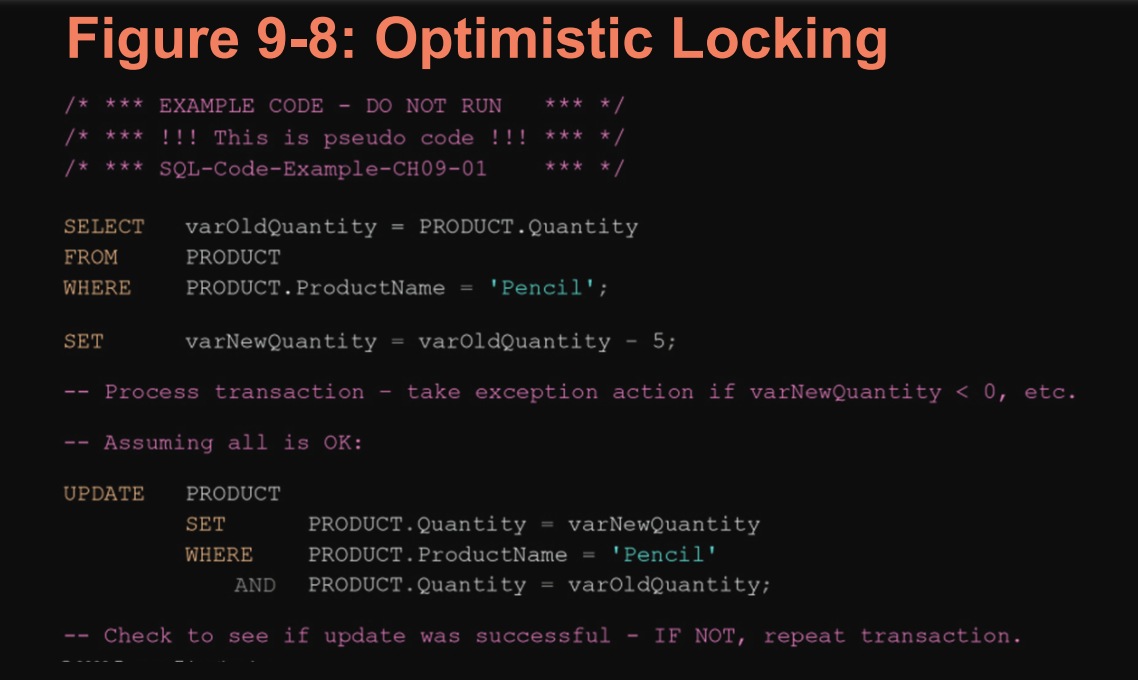 Figure 9-8: Optimistic Locking
/* *** EXAMPLE CODE - DO NOT RUN *** */
/* *** !!! This is pseudo code !!! *** */
/* *** SQL-Code-Example-CH09-01 *** */
SELECT varOldQuantity = PRODUCT.Quantity
FROM PRODUCT
WHERE PRODUCT.ProductName = 'Pencil';
SET varNewQuantity = varOldQuantity - 5;
-- Process transaction – take exception action if varNewQuantity < 0, etc.
-- Assuming all is OK:
UPDATE PRODUCT
SET PRODUCT.Quantity = varNewQuantity
WHERE PRODUCT.ProductName = 'Pencil'
AND PRODUCT.Quantity = varOldQuantity;
-- Check to see if update was successful – IF NOT, repeat transaction.